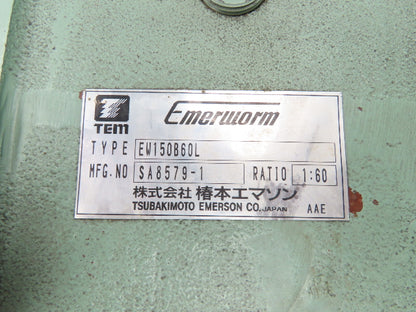 TEM Emerworm
TYPE EW150B60L
MFG.NO SA8579-1 RATIO 1:60
株式会社 椿本エマソン
TSUBAKIMOTO EMERSON CO.,JAPAN AAE